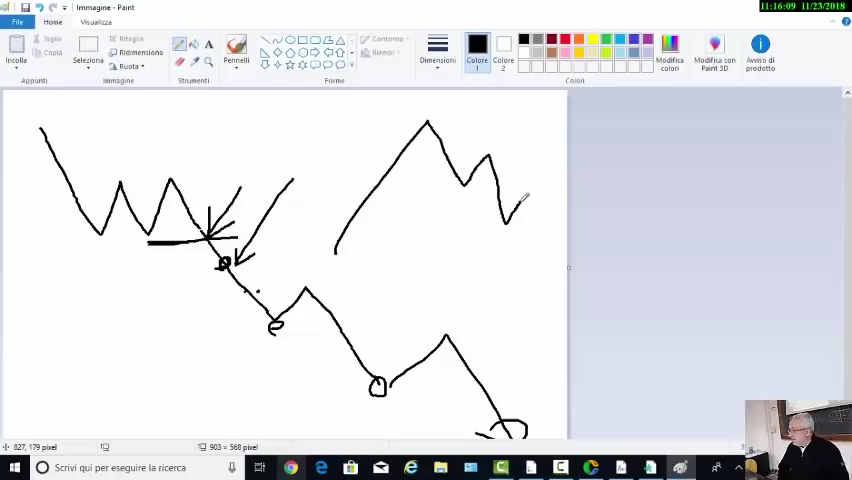 Immagine - Paint
11:16:09 11/23/2018
File
Home
Visualizza
Incolla
Taglia
Copia
Appunti
Seleziona
Ritaglia
Ridimensiona
Ruota
Immagine
Strumenti
Pennelli
Forme
Contorno
Riempi
Dimensioni
Colore
1
Colore
2
Colori
Modifica
colori
Modifica con
Paint 3D
Avviso di
prodotto
827, 179 pixel
903 × 568 pixel
Scrivi qui per eseguire la ricerca